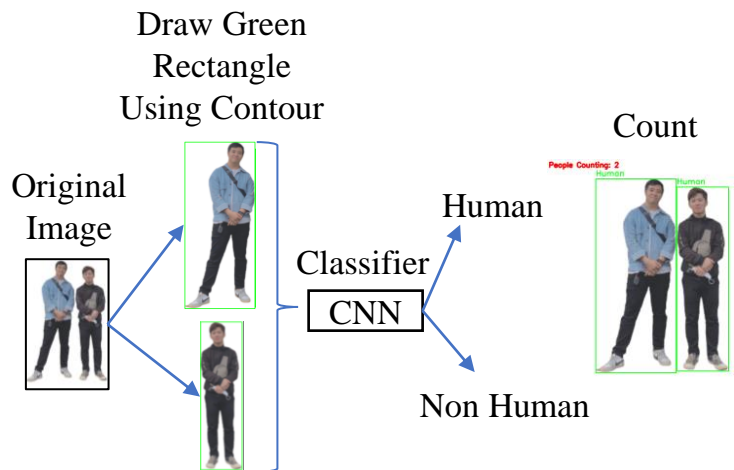 Draw Green
Rectangle
Using Contour
Original
Image
Classifier
CNN
Human
Non Human
Count
People Counting: 2
Human
Human